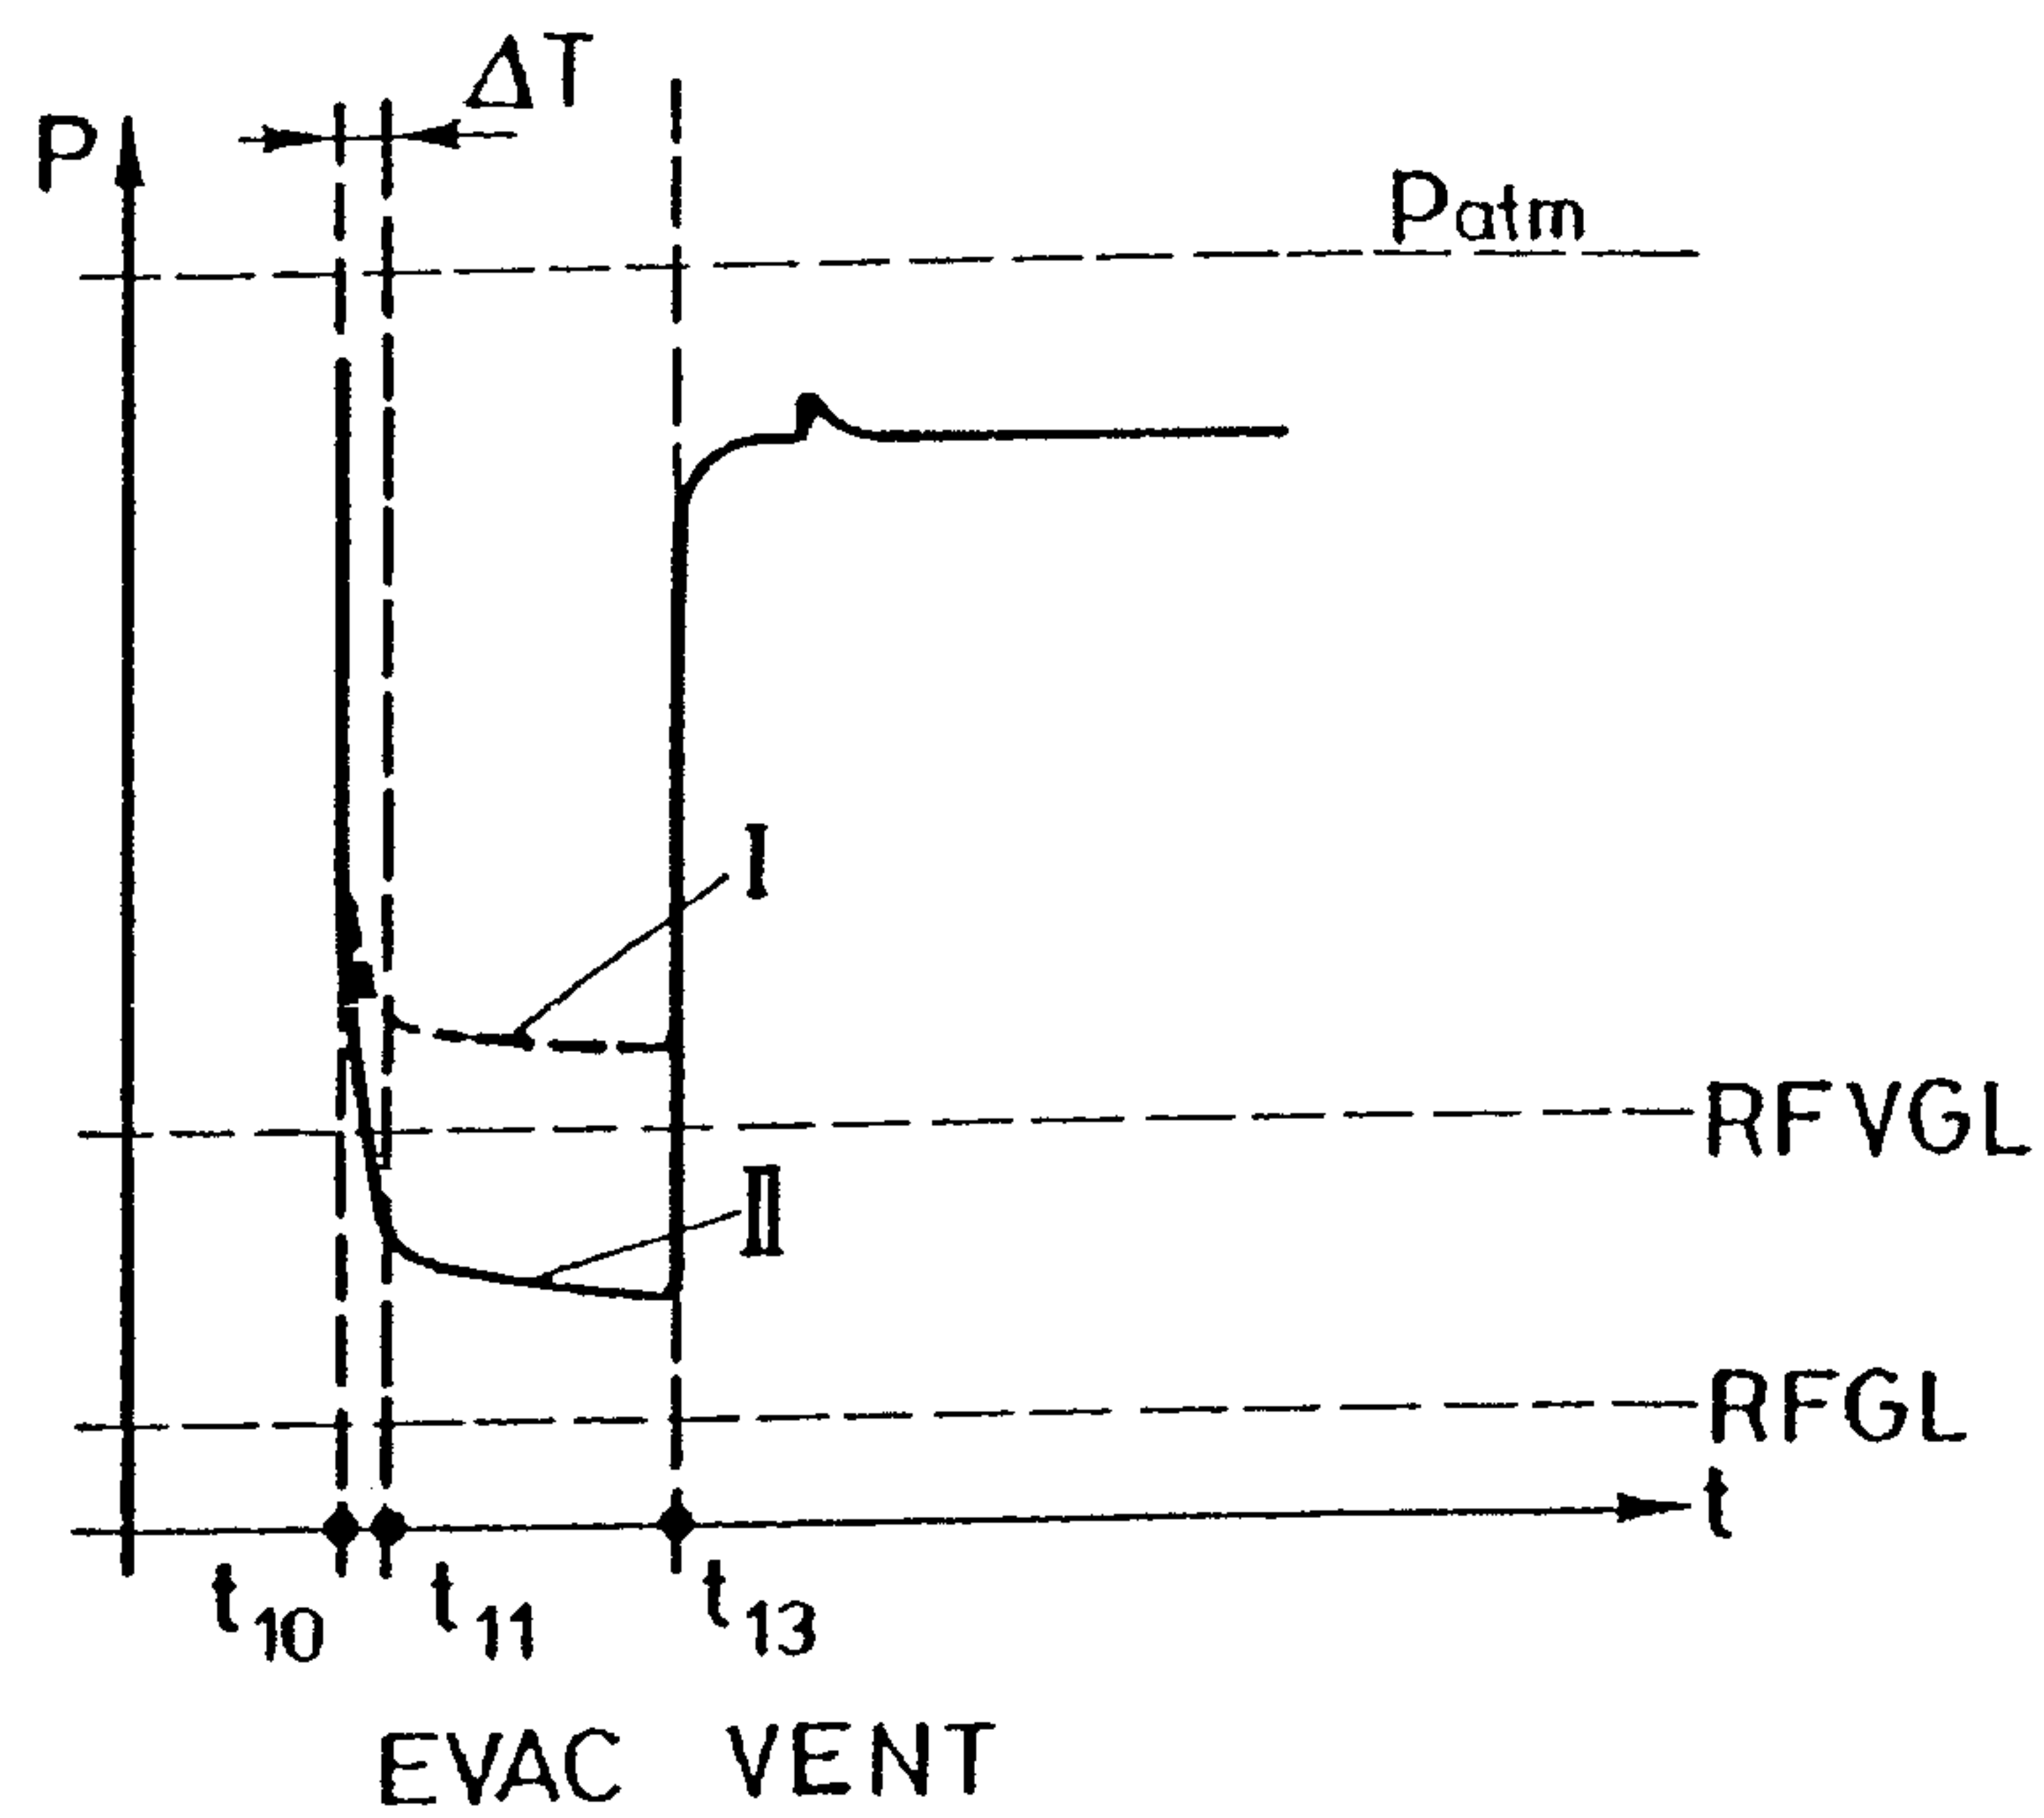 ΔT
P
Patm
I
RFVGL
II
RFGL
t
t10 t11 t13
EVAC VENT